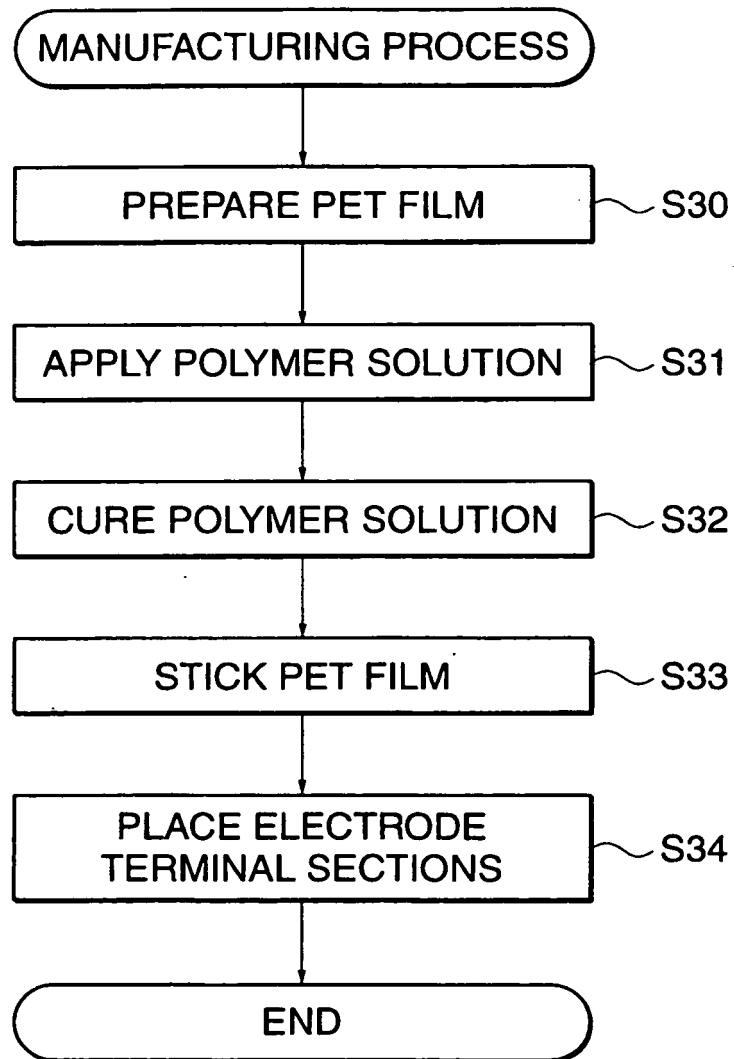 MANUFACTURING PROCESS
PREPARE PET FILM
S30
APPLY POLYMER SOLUTION
S31
CURE POLYMER SOLUTION
S32
STICK PET FILM
S33
PLACE ELECTRODE
TERMINAL SECTIONS
S34
END